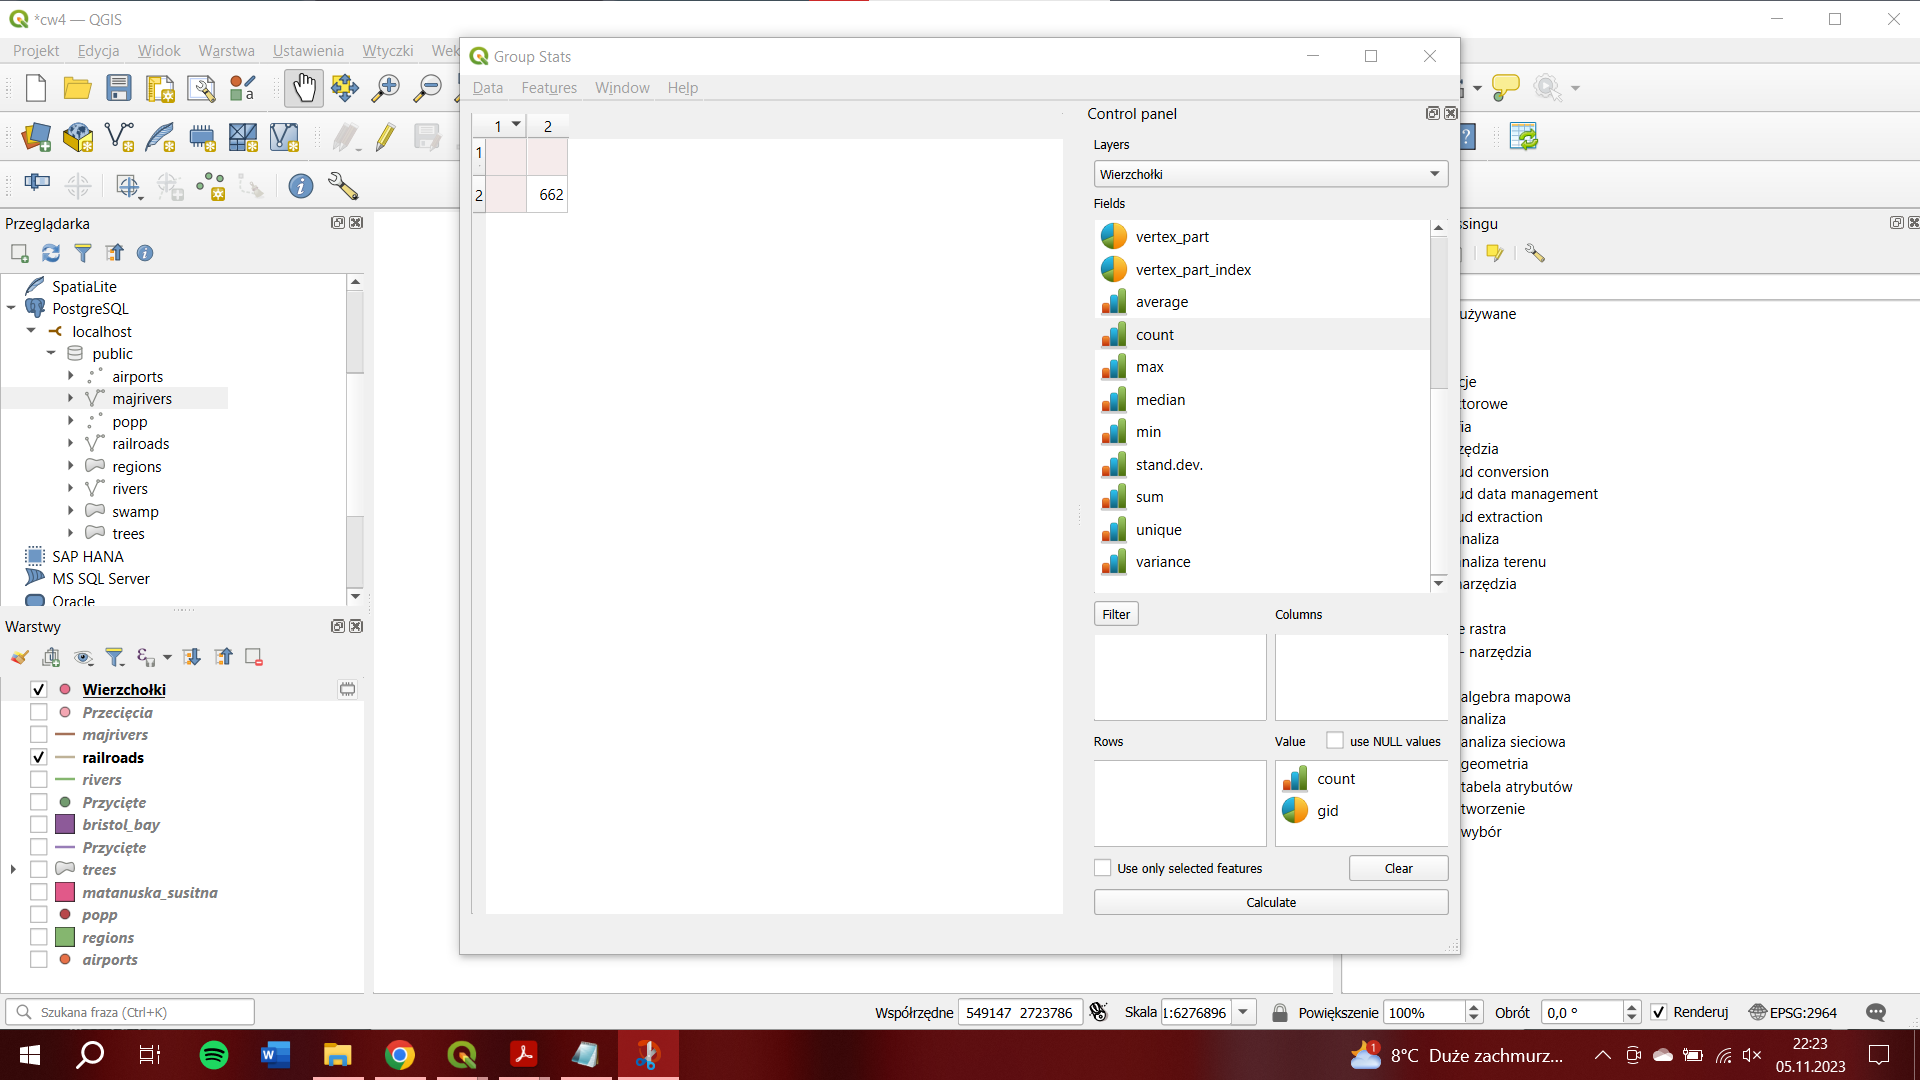 *cw4 — QGIS
Projekt Edycja Widok Warstwa Ustawienia Wtyczki Wek
Group Stats
Data Features Window Help
1 2
1
2 662
Control panel
Layers
Wierzchołki
Fields
vertex_part
vertex_part_index
average
count
max
median
min
stand.dev.
sum
unique
variance
Filter
Columns
Rows
Value use NULL values
count
gid
Use only selected features
Clear
Calculate
Przeglądarka
SpatiaLite
PostgreSQL
localhost
public
airports
majrivers
popp
railroads
regions
rivers
swamp
trees
SAP HANA
MS SQL Server
Oracle
Warstwy
Wierzchołki
Przecięcia
majrivers
railroads
rivers
Przycięte
bristol_bay
Przycięte
trees
matanuska_susitna
popp
regions
airports
ssingu
używane
cje
torowe
ia
zędzia
ud conversion
ud data management
ud extraction
naliza
naliza terenu
narzędzia
e rastra
- narzędzia
algebra mapowa
analiza
analiza sieciowa
geometria
tabela atrybutów
tworzenie
wybór
Szukana fraza (Ctrl+K)
Współrzędne 549147 2723786 Skala 1:6276896 Powiększenie 100% Obrót 0,0 ° Renderuj EPSG:2964
1 8°C Duże zachmurz...
22:23
05.11.2023